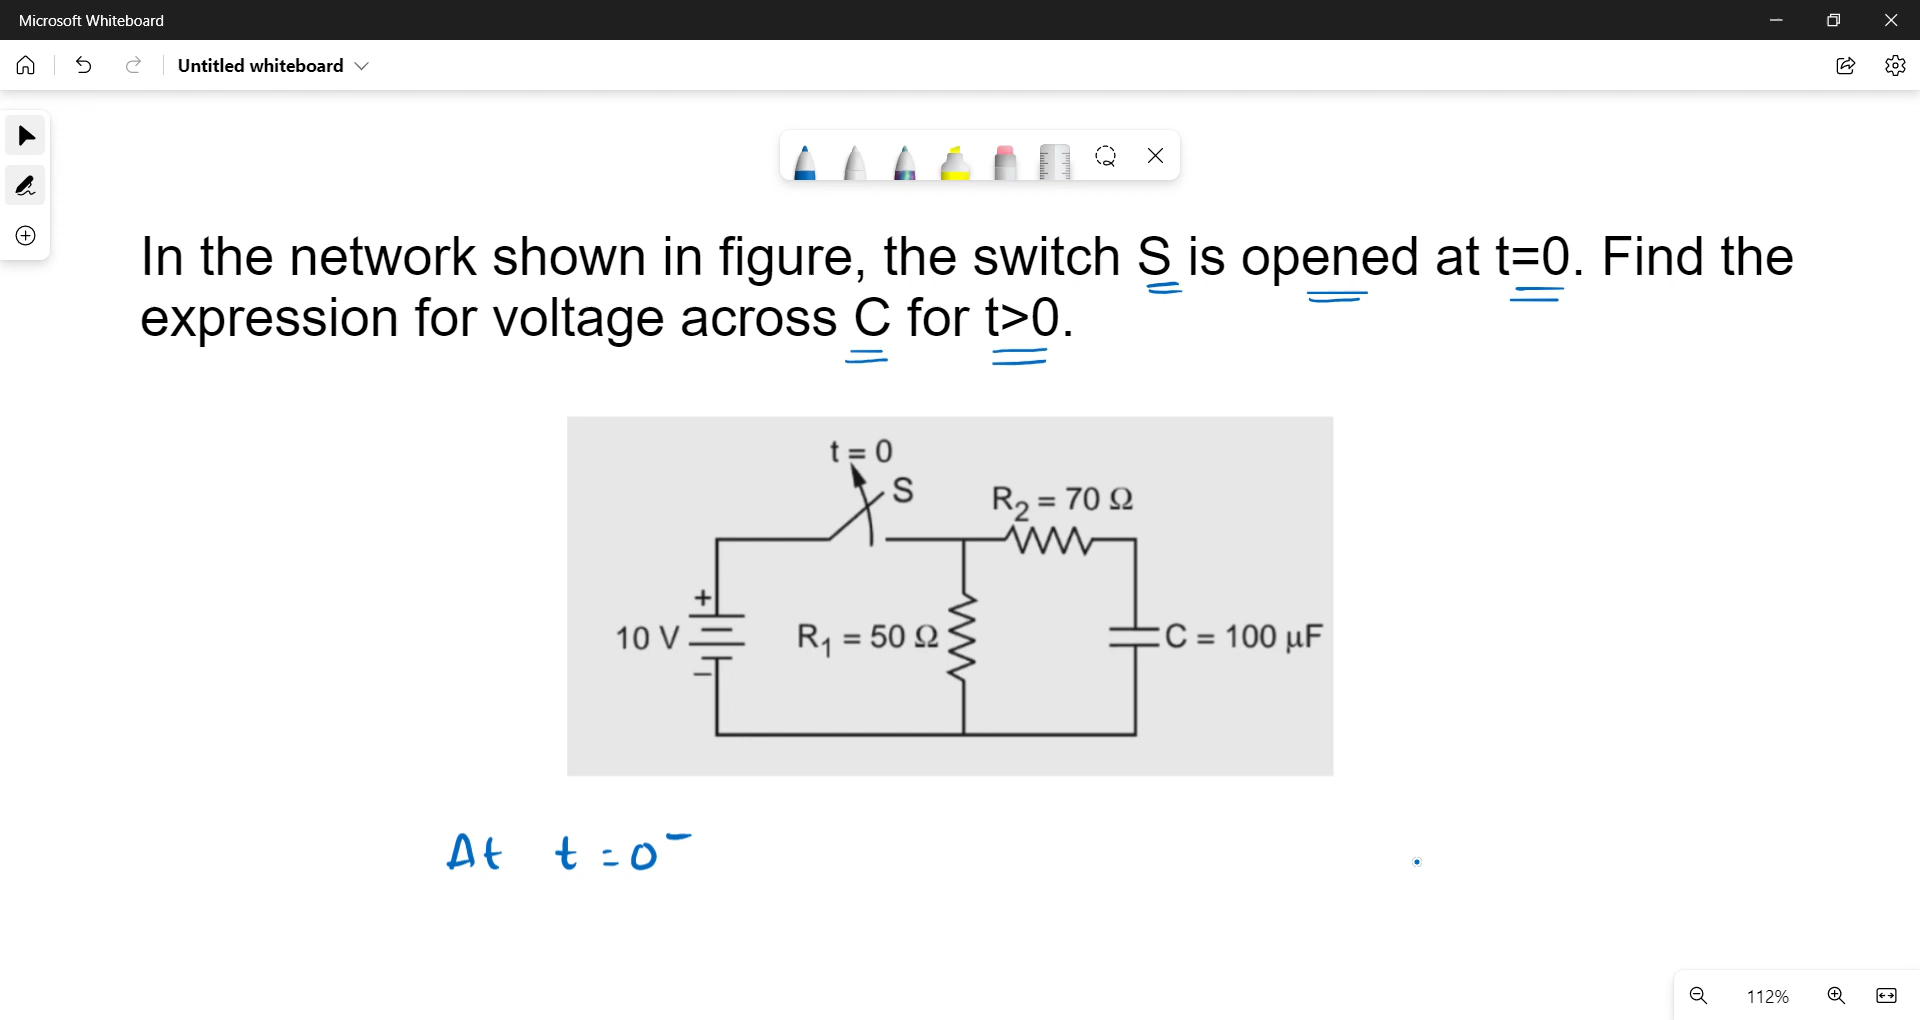 Microsoft Whiteboard
Untitled whiteboard
In the network shown in figure, the switch S is opened at t=0. Find the
expression for voltage across C for t>0.
t = 0
S
R₂ = 70 Ω
+
10 V
R₁ = 50 Ω
C = 100 µF
−
At t = 0⁻
112%